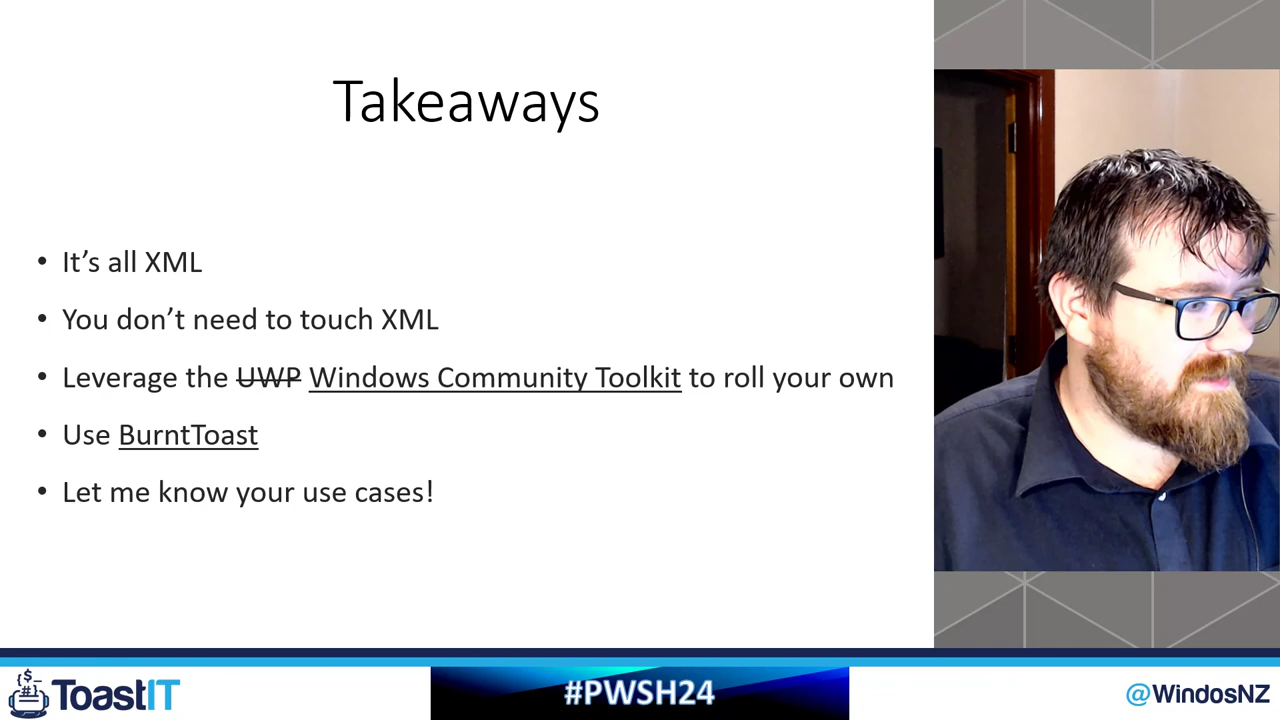 Takeaways
• It's all XML
• You don't need to touch XML
• Leverage the UWP Windows Community Toolkit to roll your own
• Use BurntToast
• Let me know your use cases!
{$_
ToastIT
#PWSH24
@WindosNZ